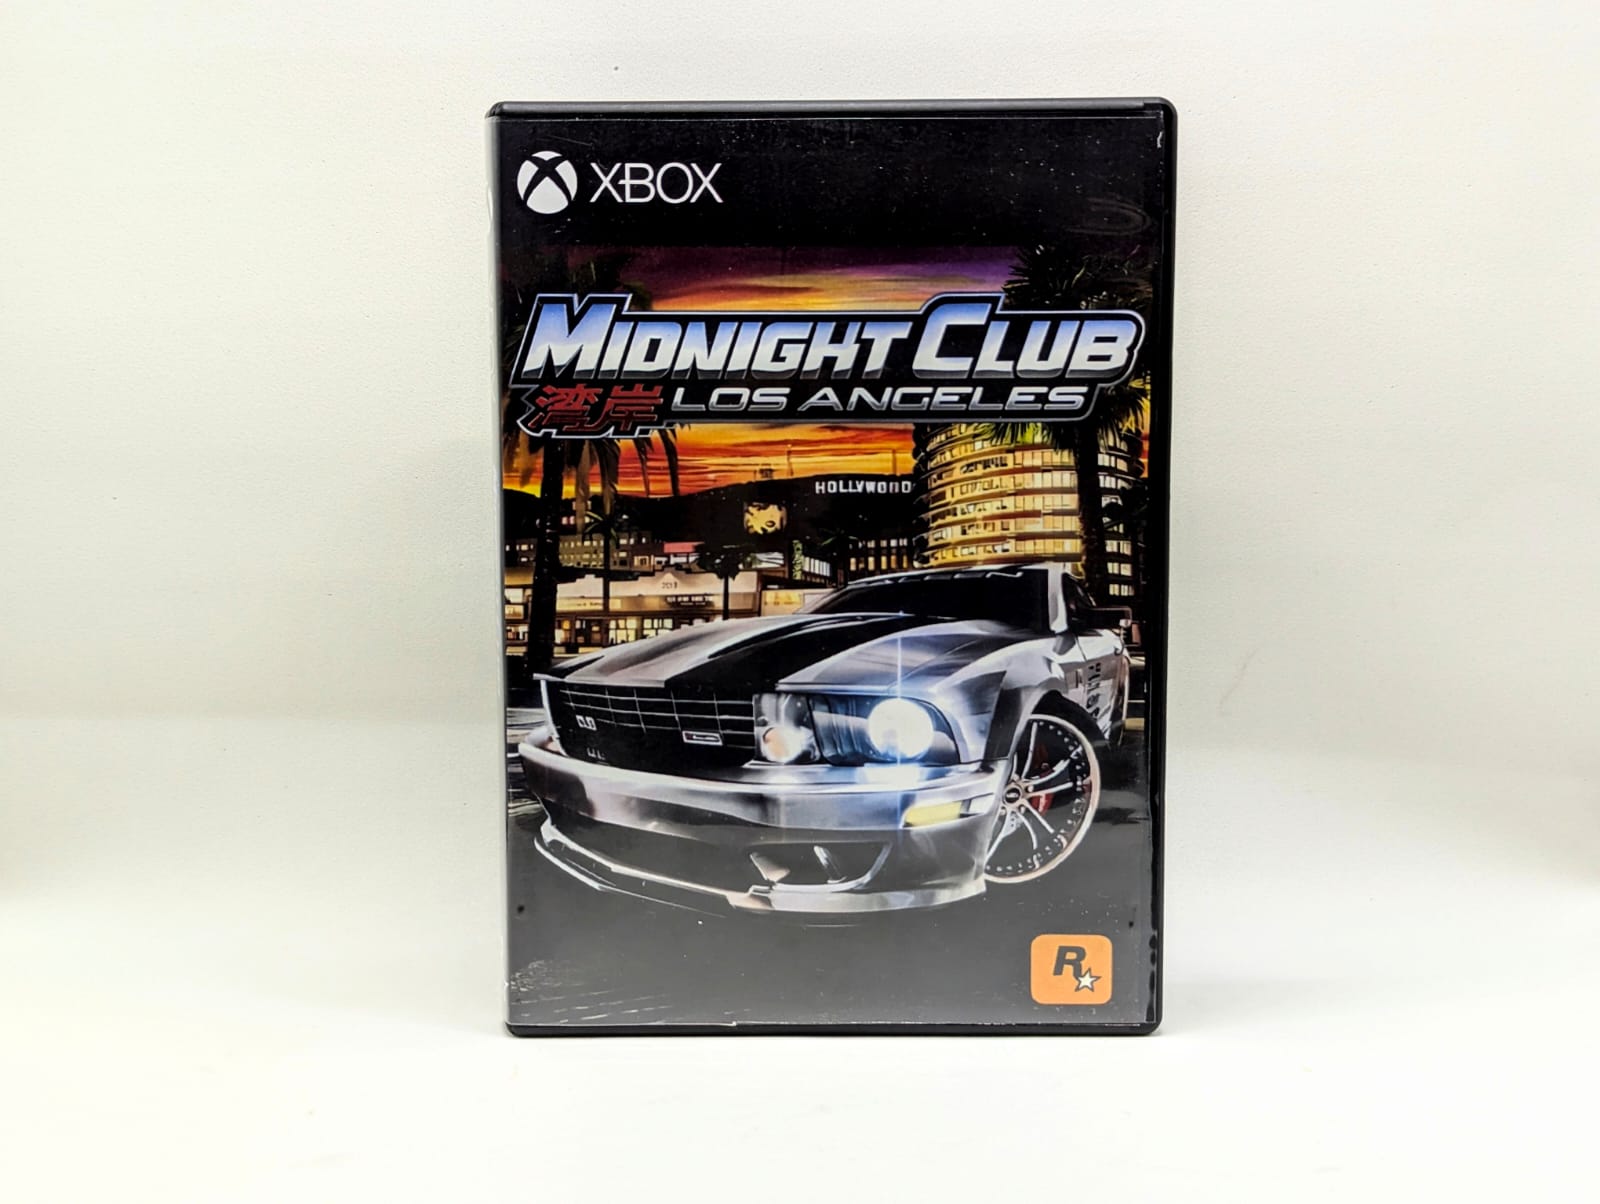 XBOX
MIDNIGHT CLUB
湾岸 LOS ANGELES
HOLLYWOOD
R